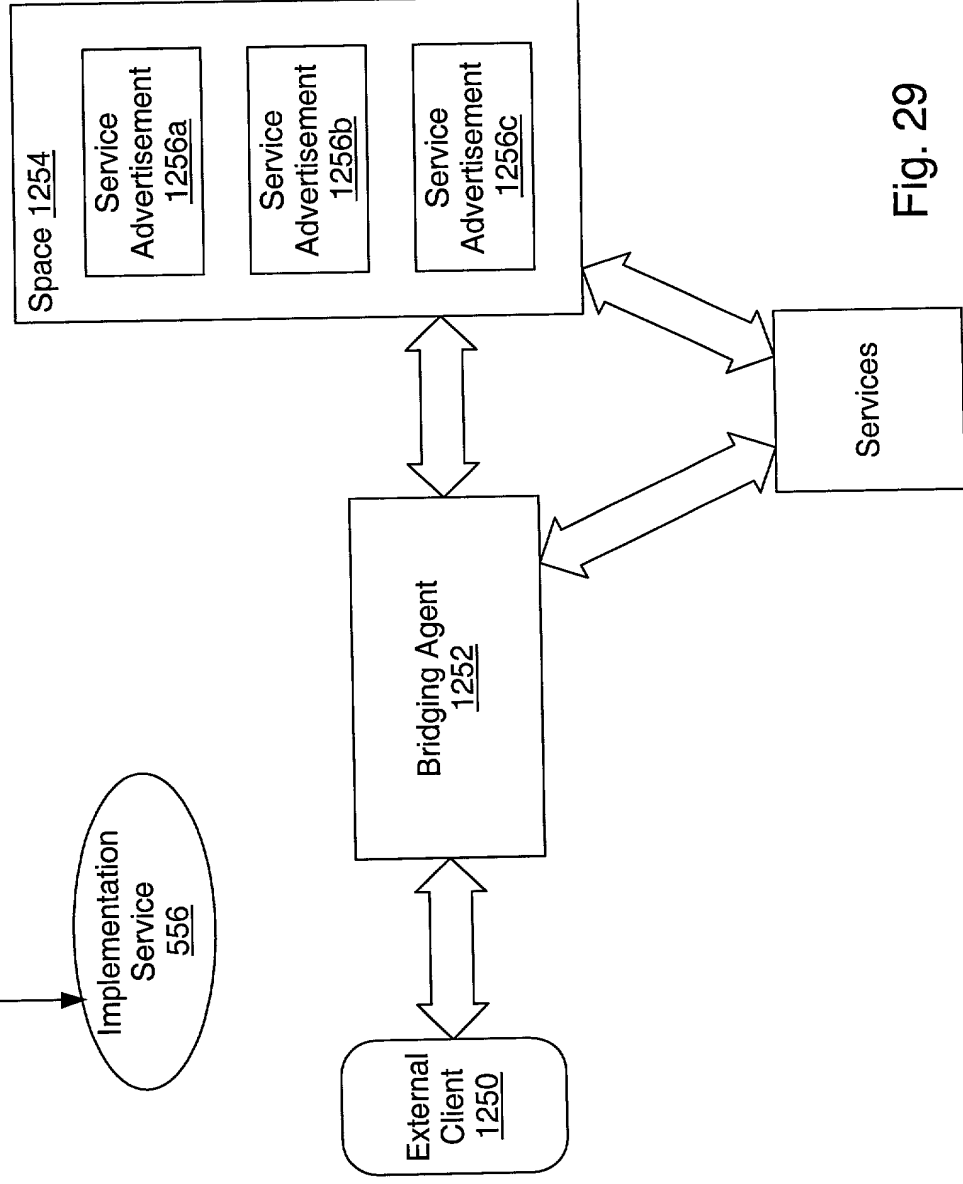 Implementation
Service
556
External
Client
1250
Bridging Agent
1252
Space 1254
Service
Advertisement
1256a
Service
Advertisement
1256b
Service
Advertisement
1256c
Services
Fig. 29